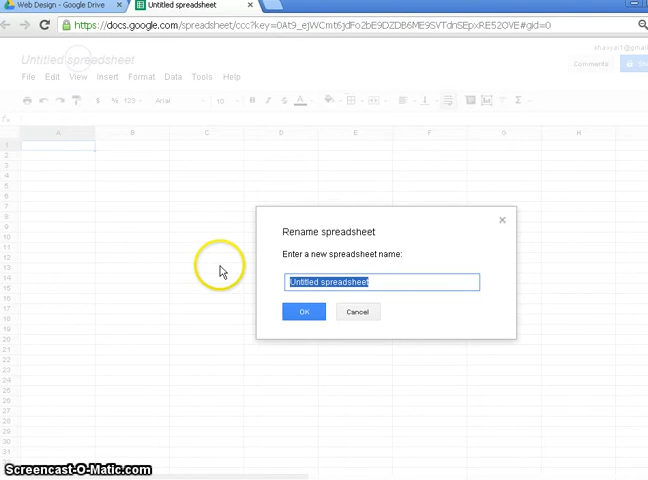 Web Design - Google Drive
Untitled spreadsheet
https://docs.google.com/spreadsheet/ccc?key=0At9_ejWCmt6jdFo2bE9DZDB6ME9SVTdnSEpxRE52OVE#gid=0
Untitled spreadsheet
File Edit View Insert Format Data Tools Help
Comments
$ % 123 Arial 10 B I S A Σ
fx
A B C D E F G H
1
2
3
4
5
6
7
8
9
10
11
12
13
14
15
16
17
18
19
20
21
22
23
24
25
26
27
28
29
30
31
Rename spreadsheet
Enter a new spreadsheet name:
Untitled spreadsheet
OK Cancel
Screencast-O-Matic.com